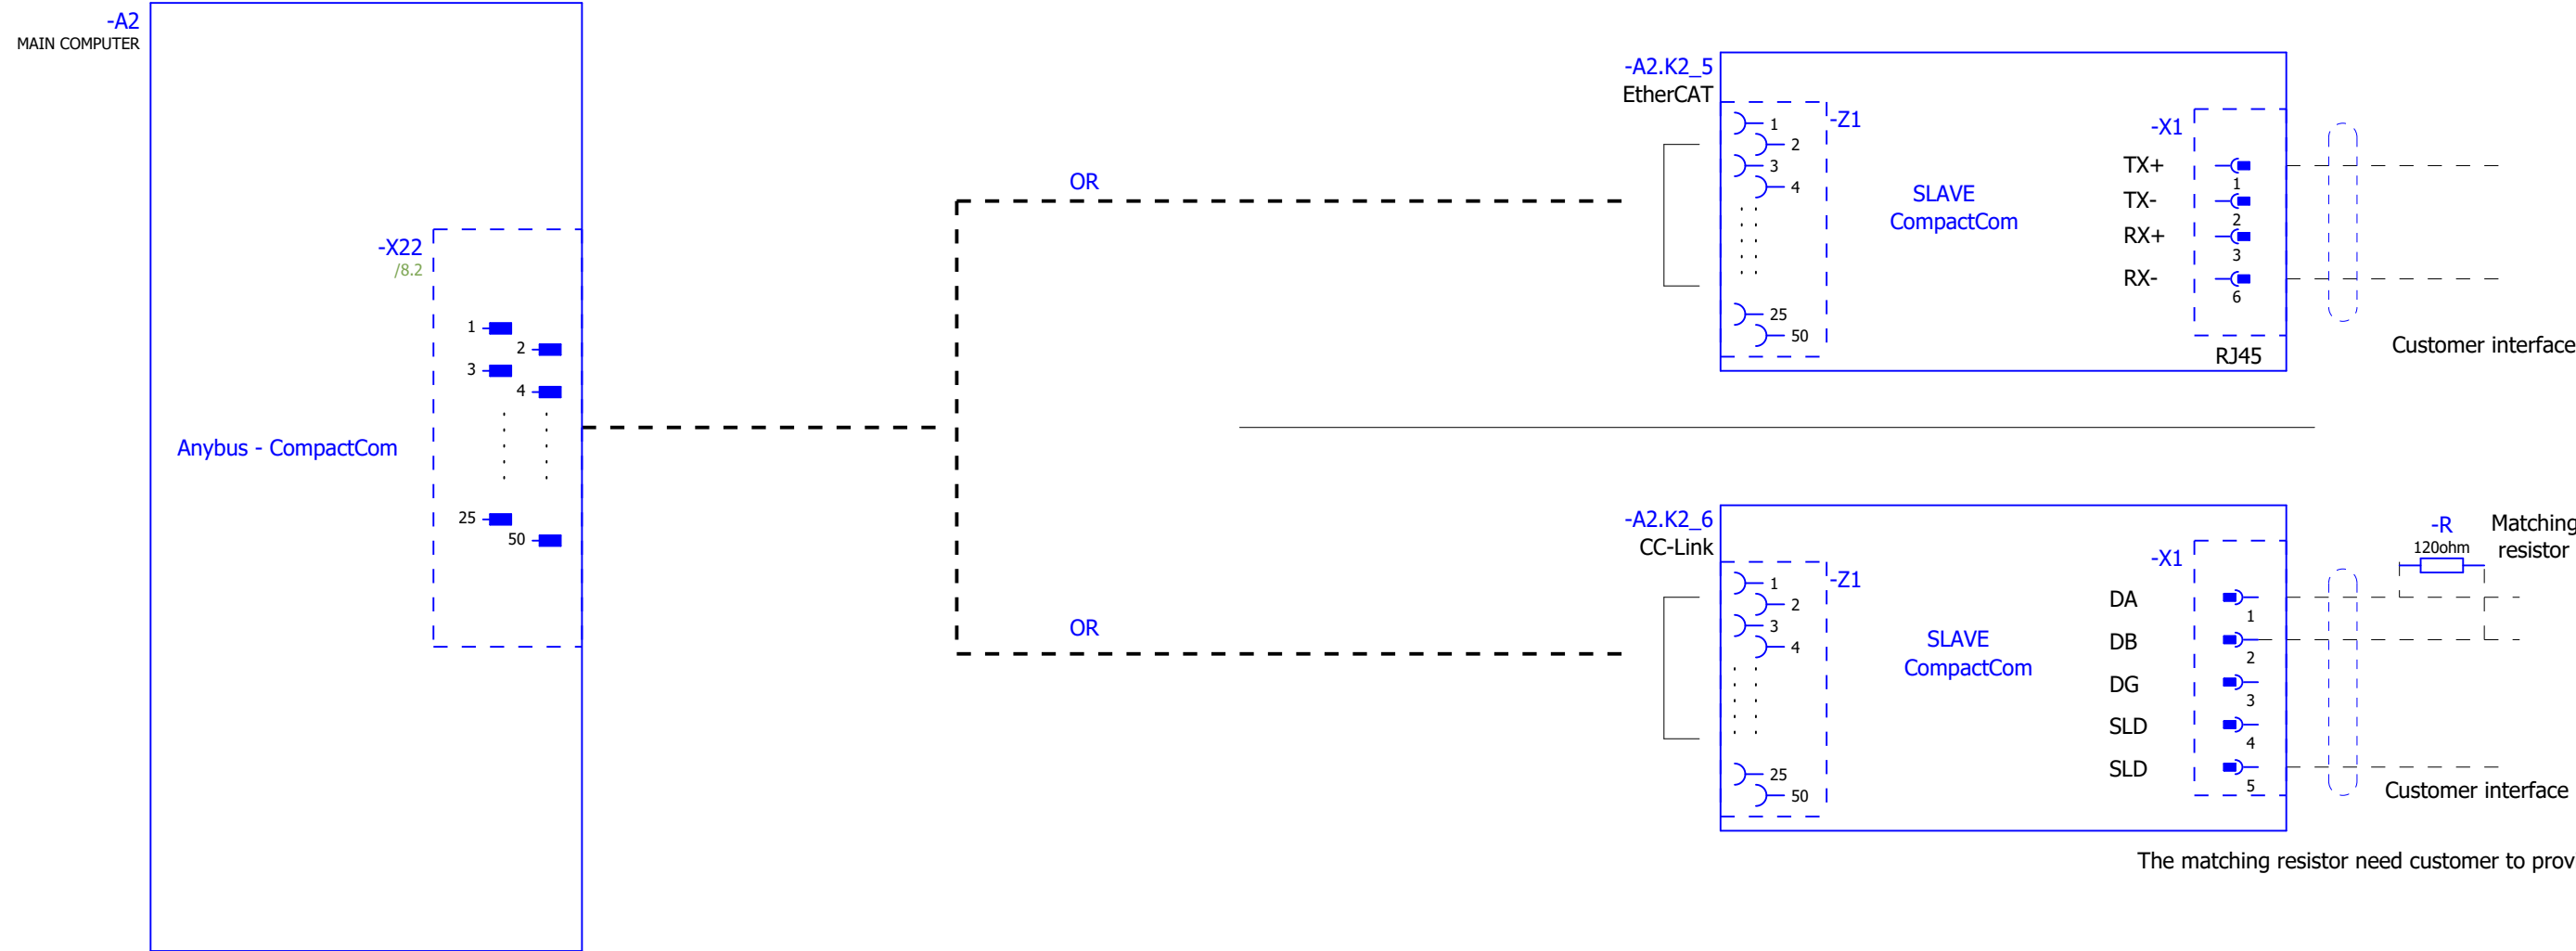 -A2
MAIN COMPUTER
-X22
/8.2
1
2
3
4
25
50
Anybus - CompactCom
OR
OR
-A2.K2_5
EtherCAT
-Z1
1
2
3
4
25
50
SLAVE
CompactCom
-X1
TX+
1
TX-
2
RX+
3
RX-
6
RJ45
Customer interface
-A2.K2_6
CC-Link
-Z1
1
2
3
4
25
50
SLAVE
CompactCom
-X1
DA
1
DB
2
DG
3
SLD
4
SLD
5
-R
120ohm
Matching
resistor
Customer interface
The matching resistor need customer to prov